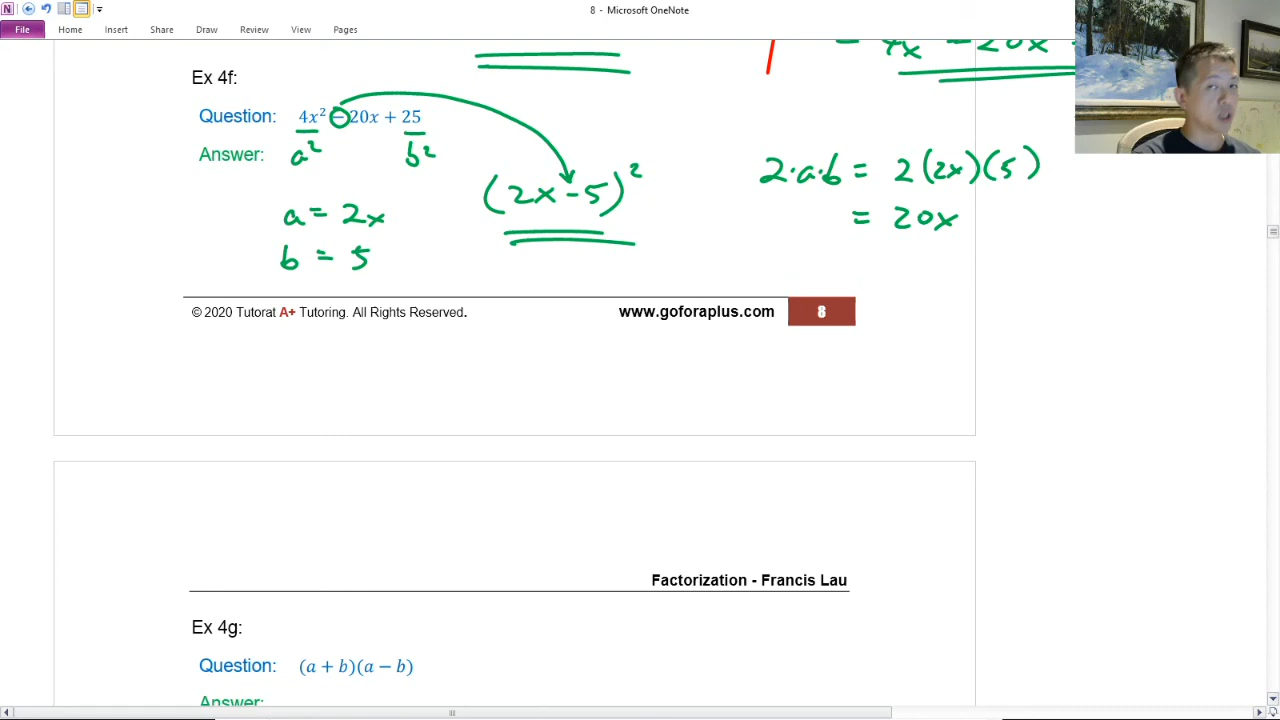 8 - Microsoft OneNote
File Home Insert Share Draw Review View Pages
= 4x - 20x
Ex 4f:
Question: 4x² − 20x + 25
a² b²
Answer:
(2x - 5)²
2·a·b = 2(2x)(5)
= 20x
a = 2x
b = 5
© 2020 Tutorat A+ Tutoring. All Rights Reserved. www.goforaplus.com 8
Factorization - Francis Lau
Ex 4g:
Question: (a + b)(a − b)
Answer: